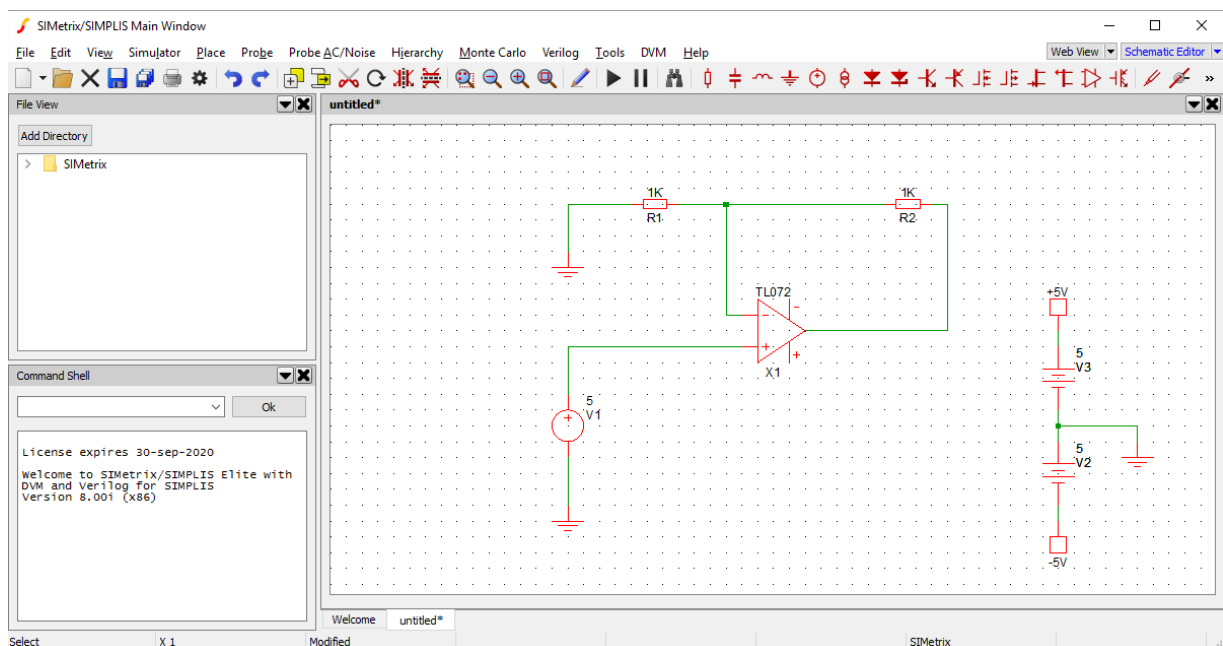 SIMetrix/SIMPLIS Main Window
File Edit View Simulator Place Probe Probe AC/Noise Hierarchy Monte Carlo Verilog Tools DVM Help
Web View Schematic Editor
File View
untitled*
Add Directory
SIMetrix
1K
R1
1K
R2
TL072
-
-
+
+
X1
+5V
5
V3
5
V2
-5V
5
V1
+
Command Shell
Ok
License expires 30-sep-2020
Welcome to SIMetrix/SIMPLIS Elite with
DVM and Verilog for SIMPLIS
Version 8.00i (x86)
Welcome untitled*
Select X 1 Modified SIMetrix